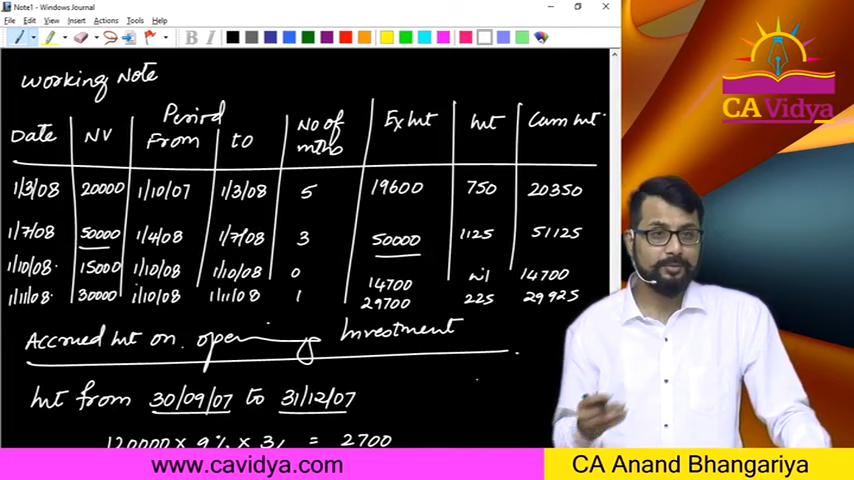 Note1 - Windows Journal
File Edit View Insert Actions Tools Help
B I
CA Vidya
Working Note
Date NV Period From to No of mths Ex Int Int Cum Int.
1/3/08 20000 1/10/07 1/3/08 5 19600 750 20350
1/7/08 50000 1/4/08 1/7/08 3 50000 1125 51125
1/10/08 15000 1/10/08 1/10/08 0 14700 nil 14700
1/11/08 30000 1/10/08 1/11/08 1 29700 225 29925
Accrued Int on opening Investment
Int from 30/09/07 to 31/12/07
120000 x 9% x 3/ = 2700
www.cavidya.com
CA Anand Bhangariya